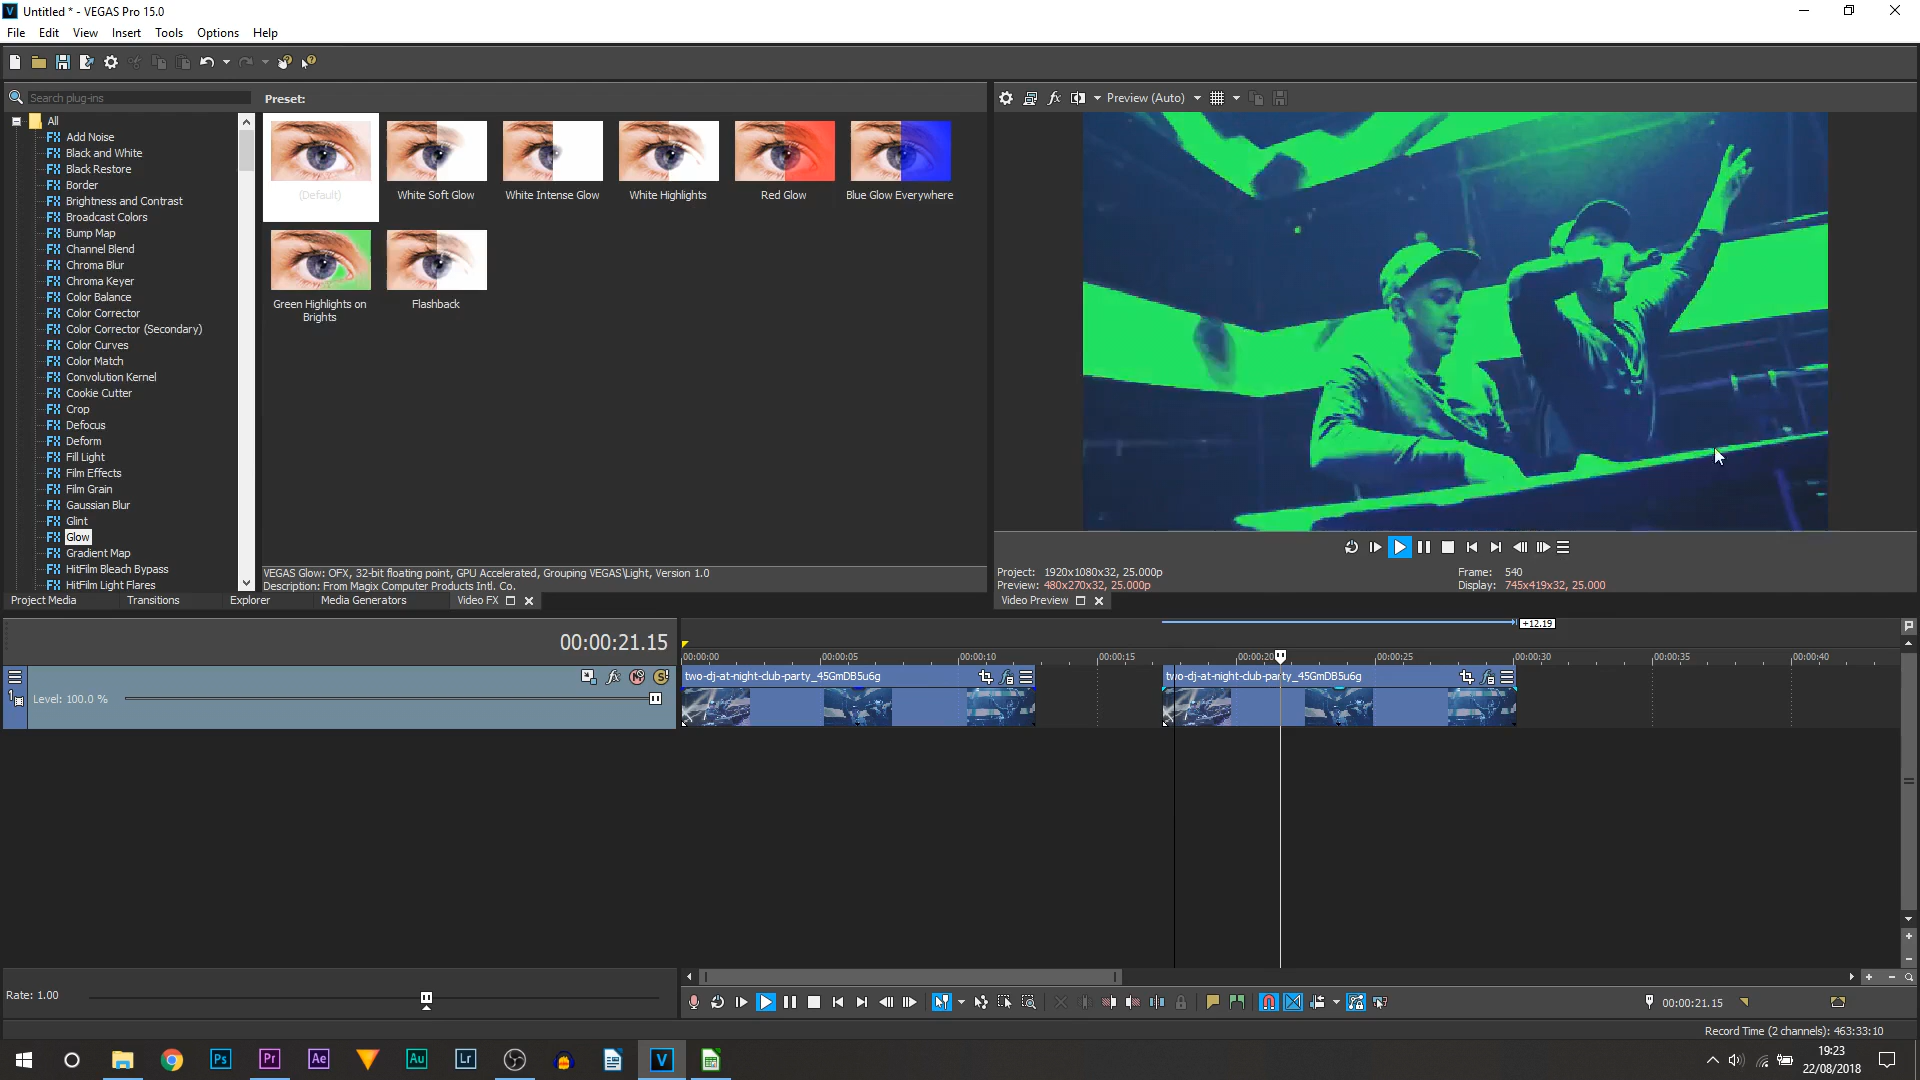 Untitled * - VEGAS Pro 15.0
File Edit View Insert Tools Options Help
Search plug-ins
Preset:
Preview (Auto)
All
Add Noise
Black and White
Black Restore
Border
Brightness and Contrast
Broadcast Colors
Bump Map
Channel Blend
Chroma Blur
Chroma Keyer
Color Balance
Color Corrector
Color Corrector (Secondary)
Color Curves
Color Match
Convolution Kernel
Cookie Cutter
Crop
Defocus
Deform
Fill Light
Film Effects
Film Grain
Gaussian Blur
Glint
Glow
Gradient Map
HitFilm Bleach Bypass
HitFilm Light Flares
(Default)
White Soft Glow
White Intense Glow
White Highlights
Red Glow
Blue Glow Everywhere
Green Highlights on
Brights
Flashback
VEGAS Glow: OFX, 32-bit floating point, GPU Accelerated, Grouping VEGAS\Light, Version 1.0
Description: From Magix Computer Products Intl. Co.
Project: 1920x1080x32, 25.000p
Preview: 480x270x32, 25.000p
Frame: 540
Display: 745x419x32, 25.000
Project Media Transitions Explorer Media Generators Video FX
Video Preview
00:00:21.15
+12.19
00:00:00 00:00:05 00:00:10 00:00:15 00:00:20 00:00:25 00:00:30 00:00:35 00:00:40
1
Level: 100.0 %
two-dj-at-night-club-party_45GmDB5u6g
two-dj-at-night-club-party_45GmDB5u6g
Rate: 1.00
00:00:21.15
Record Time (2 channels): 463:33:10
Ps Pr Ae Au Lr V
19:23
22/08/2018